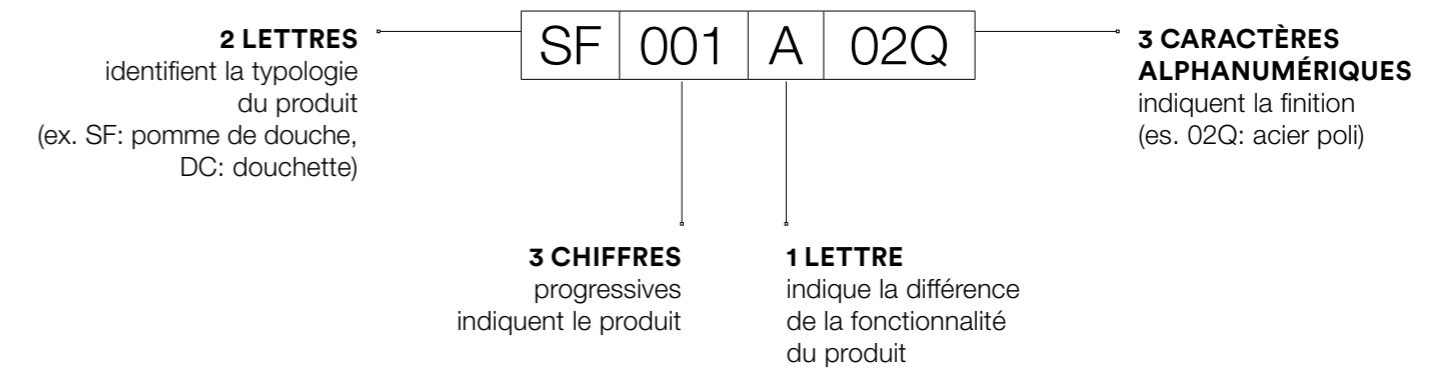 SF 001 A 02Q
2 LETTRES
identifient la typologie
du produit
(ex. SF: pomme de douche,
DC: douchette)
3 CHIFFRES
progressives
indiquent le produit
1 LETTRE
indique la différence
de la fonctionnalité
du produit
3 CARACTÈRES
ALPHANUMÉRIQUES
indiquent la finition
(es. 02Q: acier poli)